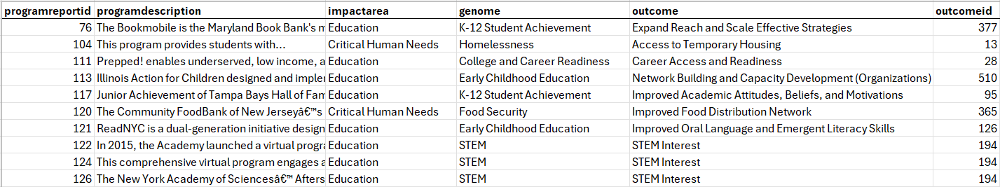 programreportid programdescription impactarea genome outcome outcomeid
76 The Bookmobile is the Maryland Book Bank's Education K-12 Student Achievement Expand Reach and Scale Effective Strategies 377
104 This program provides students with... Critical Human Needs Homelessness Access to Temporary Housing 13
111 Prepped! enables underserved, low income, a Education College and Career Readiness Career Access and Readiness 28
113 Illinois Action for Children designed and Education Early Childhood Education Network Building and Capacity Development (Organizations) 510
117 Junior Achievement of Tampa Bays Hall of Education K-12 Student Achievement Improved Academic Attitudes, Beliefs, and Motivations 95
120 The Community FoodBank of New Jerseyâ€™s Critical Human Needs Food Security Improved Food Distribution Network 365
121 ReadNYC is a dual-generation initiative design Education Early Childhood Education Improved Oral Language and Emergent Literacy Skills 126
122 In 2015, the Academy launched a virtual Education STEM STEM Interest 194
124 This comprehensive virtual program engages a Education STEM STEM Interest 194
126 The New York Academy of Sciencesâ€™ Afters Education STEM STEM Interest 194